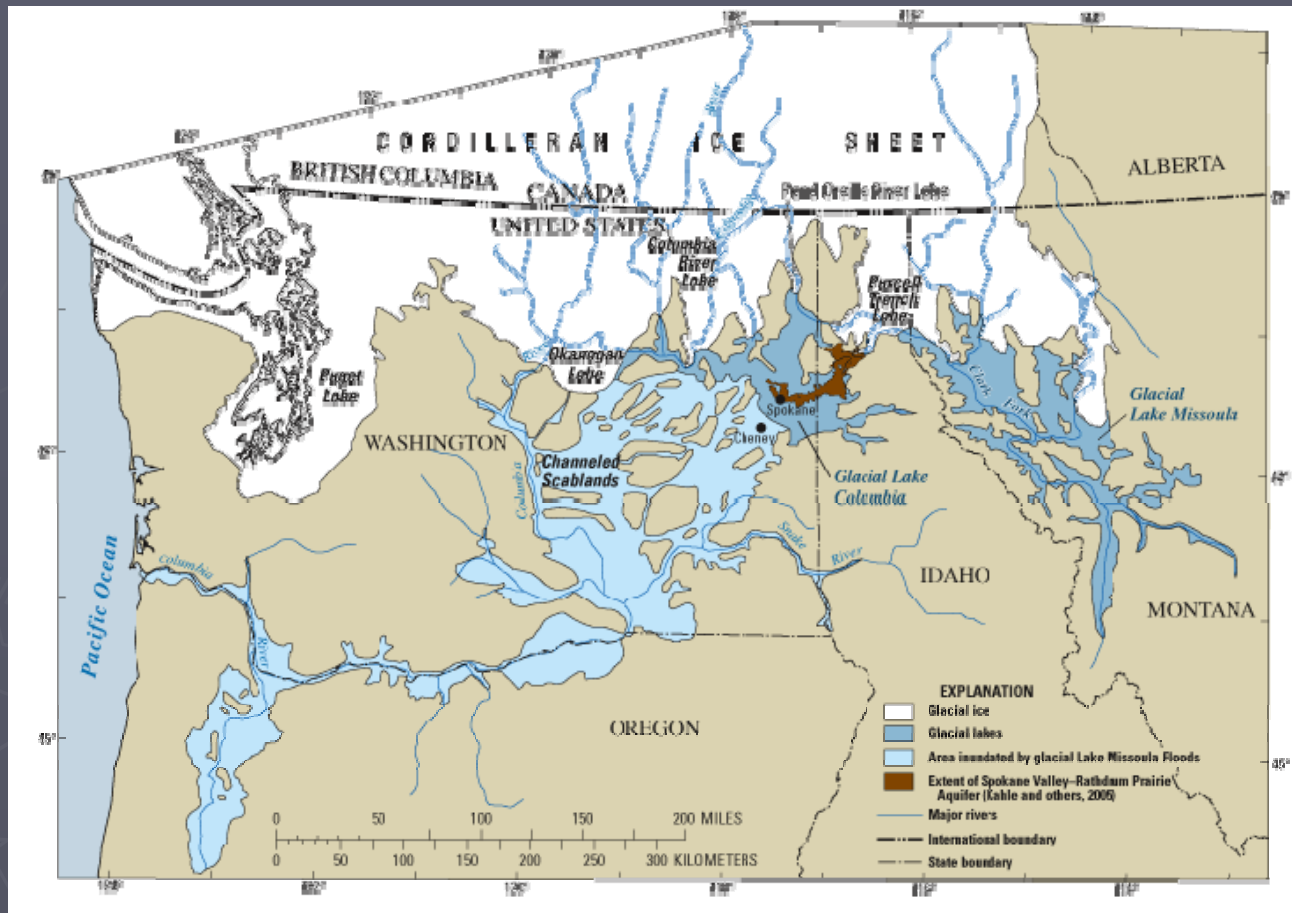 CORDILLERAN ICE SHEET
ALBERTA
BRITISH COLUMBIA
CANADA
UNITED STATES
Pend Oreille River Lobe
Columbia
River
Lobe
Purcell
Trench
Lobe
Okanogan
Lobe
Puget
Lobe
Spokane
Cheney
Clark
Fork
Glacial
Lake Missoula
WASHINGTON
Channeled
Scablands
Columbia
Glacial Lake
Columbia
Snake
River
IDAHO
MONTANA
Pacific Ocean
columbia
River
OREGON
EXPLANATION
Glacial ice
Glacial lakes
Area inundated by glacial Lake Missoula Floods
Extent of Spokane Valley–Rathdrum Prairie
Aquifer (Kahle and others, 2005)
Major rivers
International boundary
State boundary
0 50 100 150 200 MILES
0 50 100 150 200 250 300 KILOMETERS